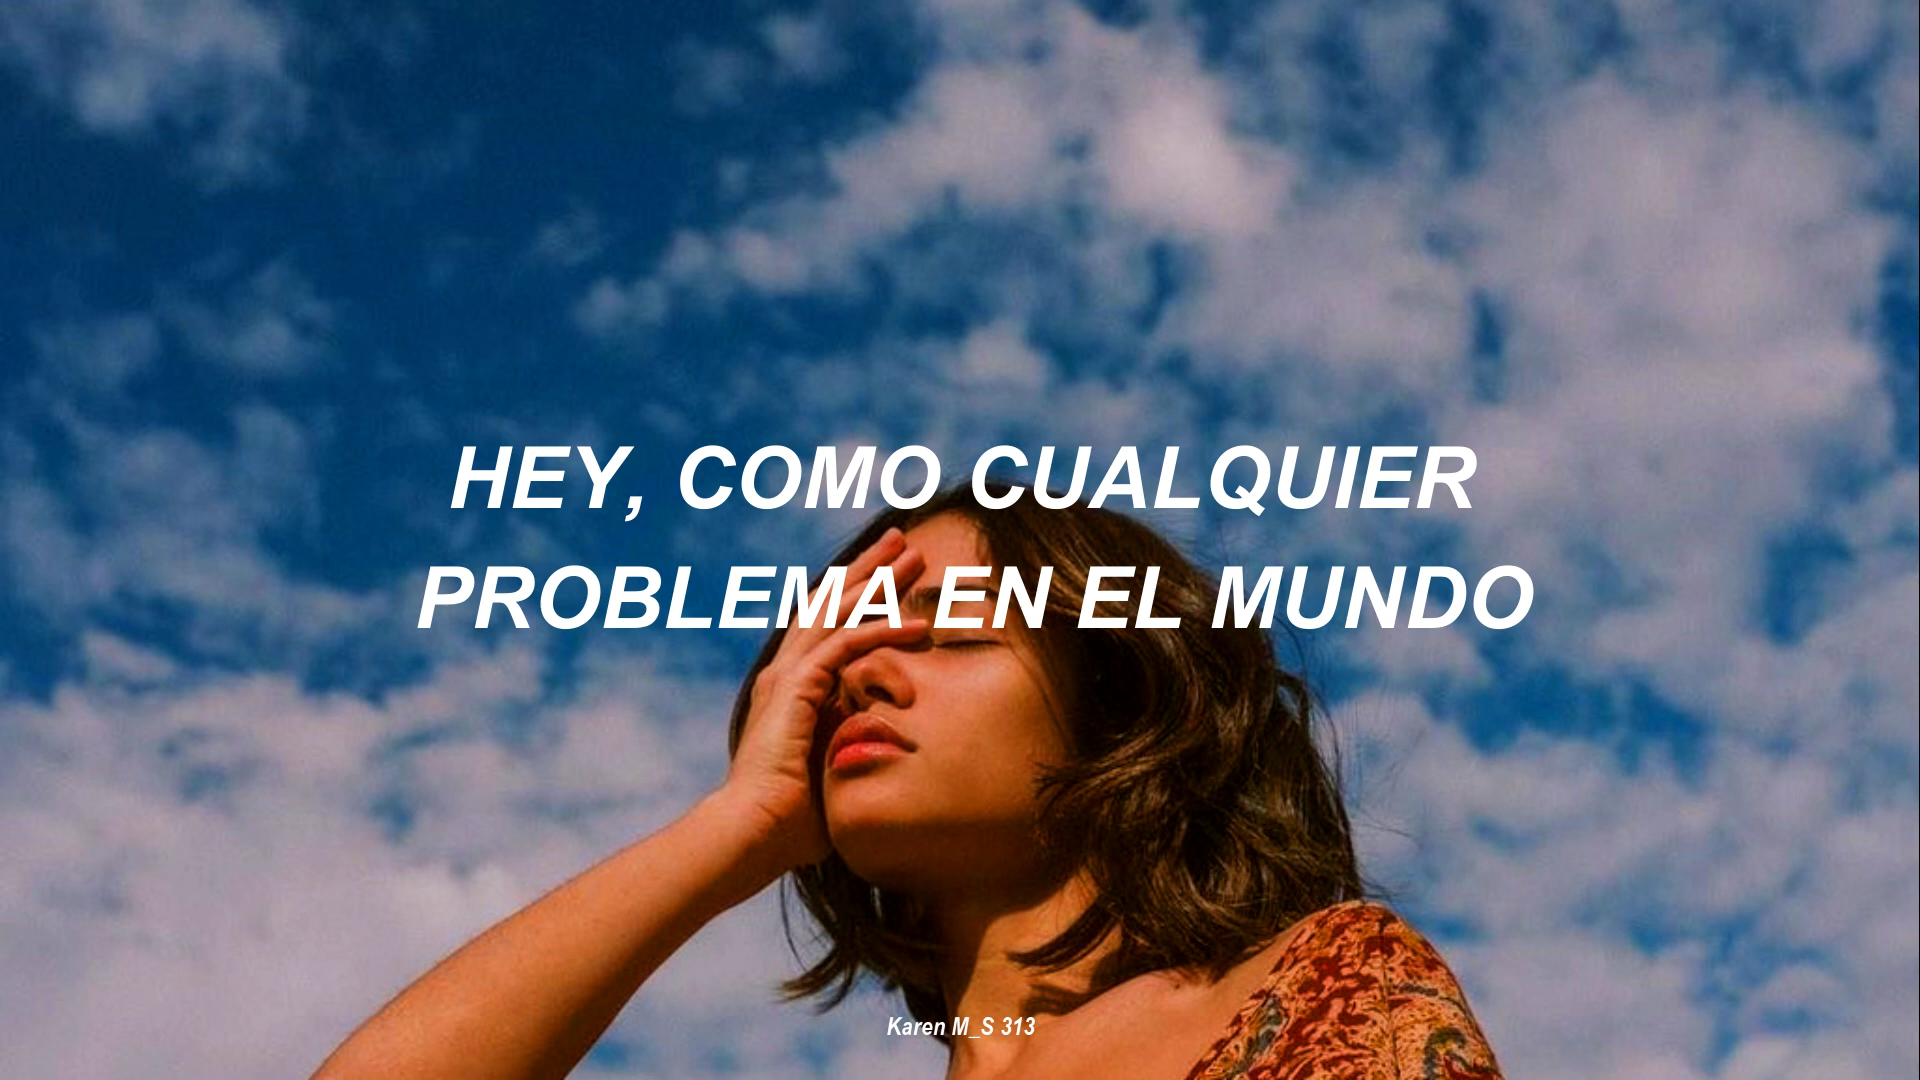 HEY, COMO CUALQUIER
PROBLEMA EN EL MUNDO
Karen M_S 313